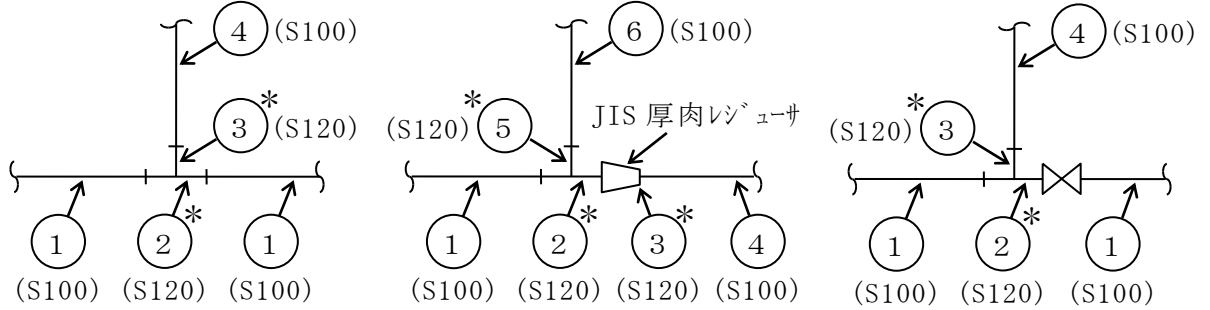 4 (S100)
3* (S120)
1 2* 1
(S100) (S120) (S100)
6 (S100)
*5 (S120)
JIS 厚肉ﾚｼﾞｭｰｻ
1 2* 3* 4
(S100) (S120) (S120) (S100)
4 (S100)
(S120)*3
1 2* 1
(S100) (S120) (S100)